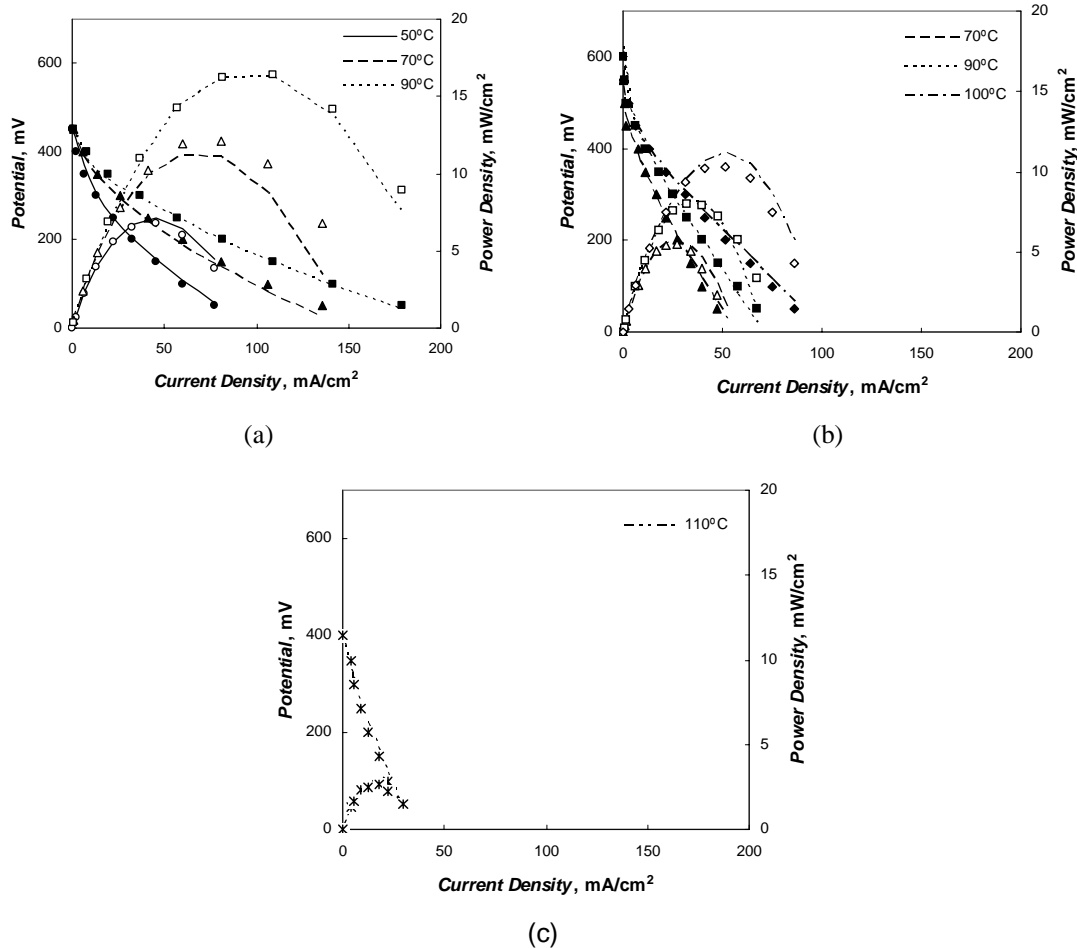 20
50ºC
70ºC
90ºC
600
15
400
10
200
5
0
0
0
50
100
150
200
Potential, mV
Power Density, mW/cm²
Current Density, mA/cm²
(a)
20
70ºC
90ºC
100ºC
600
15
400
10
200
5
0
0
0
50
100
150
200
Potential, mV
Power Density, mW/cm²
Current Density, mA/cm²
(b)
20
110ºC
600
15
400
10
200
5
0
0
0
50
100
150
200
Potential, mV
Power Density, mW/cm²
Current Density, mA/cm²
(c)